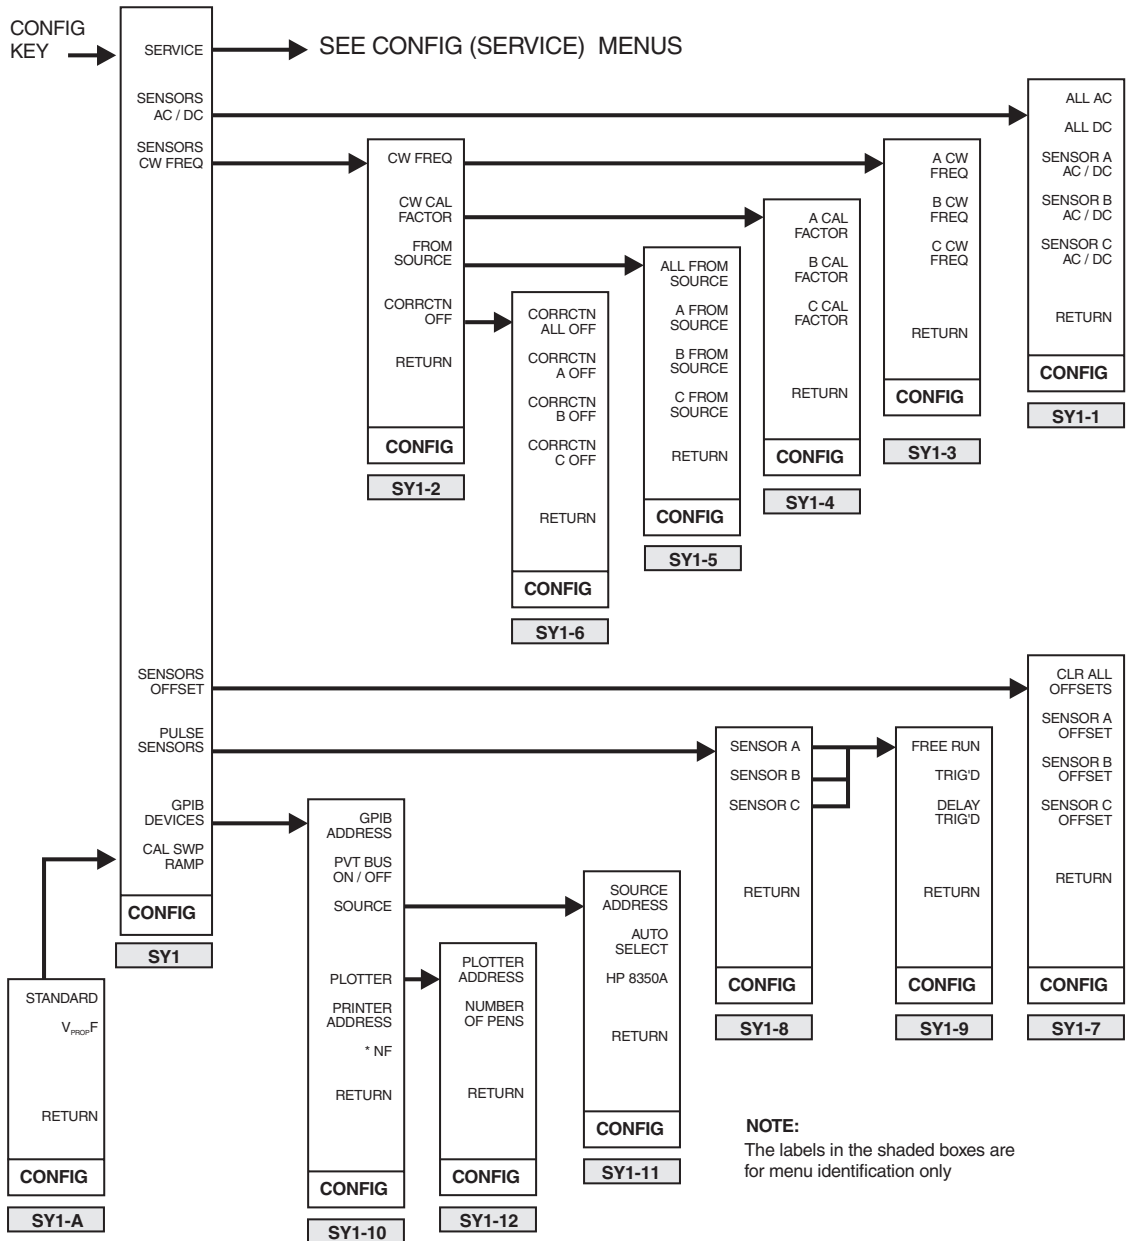 CONFIG
KEY
SERVICE
SEE CONFIG (SERVICE) MENUS
SENSORS
AC / DC
SENSORS
CW FREQ
SENSORS
OFFSET
PULSE
SENSORS
GPIB
DEVICES
CAL SWP
RAMP
CONFIG
SY1
ALL AC
ALL DC
SENSOR A
AC / DC
SENSOR B
AC / DC
SENSOR C
AC / DC
RETURN
CONFIG
SY1-1
CW FREQ
CW CAL
FACTOR
FROM
SOURCE
CORRCTN
OFF
RETURN
CONFIG
SY1-2
A CW
FREQ
B CW
FREQ
C CW
FREQ
RETURN
CONFIG
SY1-3
A CAL
FACTOR
B CAL
FACTOR
C CAL
FACTOR
RETURN
CONFIG
SY1-4
ALL FROM
SOURCE
A FROM
SOURCE
B FROM
SOURCE
C FROM
SOURCE
RETURN
CONFIG
SY1-5
CORRCTN
ALL OFF
CORRCTN
A OFF
CORRCTN
B OFF
CORRCTN
C OFF
RETURN
CONFIG
SY1-6
CLR ALL
OFFSETS
SENSOR A
OFFSET
SENSOR B
OFFSET
SENSOR C
OFFSET
RETURN
CONFIG
SY1-7
SENSOR A
SENSOR B
SENSOR C
RETURN
CONFIG
SY1-8
FREE RUN
TRIG'D
DELAY
TRIG'D
RETURN
CONFIG
SY1-9
GPIB
ADDRESS
PVT BUS
ON / OFF
SOURCE
PLOTTER
PRINTER
ADDRESS
* NF
RETURN
CONFIG
SY1-10
SOURCE
ADDRESS
AUTO
SELECT
HP 8350A
RETURN
CONFIG
SY1-11
PLOTTER
ADDRESS
NUMBER
OF PENS
RETURN
CONFIG
SY1-12
STANDARD
VPROPF
RETURN
CONFIG
SY1-A
NOTE:
The labels in the shaded boxes are
for menu identification only